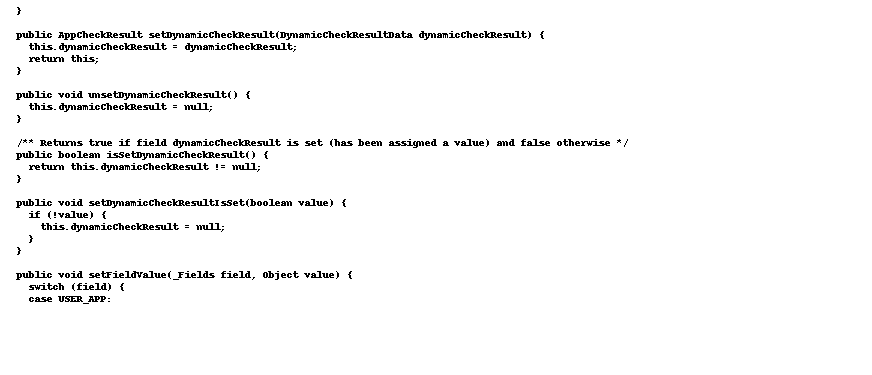 }

public AppCheckResult setDynamicCheckResult(DynamicCheckResultData dynamicCheckResult) {
  this.dynamicCheckResult = dynamicCheckResult;
  return this;
}

public void unsetDynamicCheckResult() {
  this.dynamicCheckResult = null;
}

/** Returns true if field dynamicCheckResult is set (has been assigned a value) and false otherwise */
public boolean isSetDynamicCheckResult() {
  return this.dynamicCheckResult != null;
}

public void setDynamicCheckResultIsSet(boolean value) {
  if (!value) {
    this.dynamicCheckResult = null;
  }
}

public void setFieldValue(_Fields field, Object value) {
  switch (field) {
  case USER_APP: